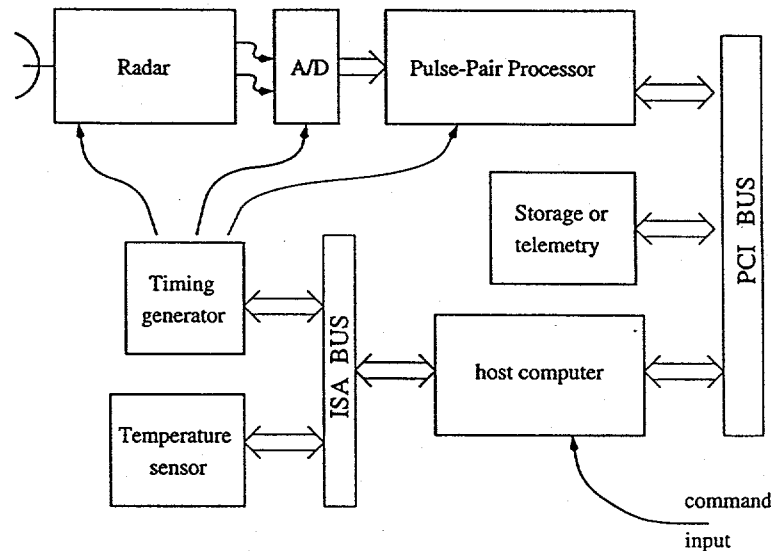 Radar
A/D
Pulse-Pair Processor
Storage or
telemetry
PCI BUS
Timing
generator
ISA BUS
host computer
Temperature
sensor
command
input